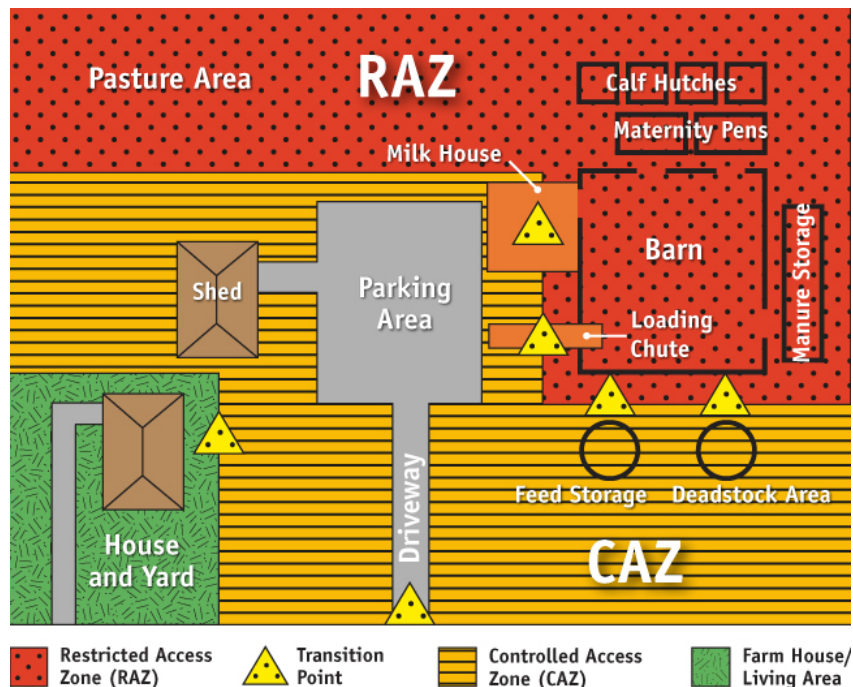 RAZ
Pasture Area
Calf Hutches
Maternity Pens
Milk House
Barn
Manure Storage
Shed
Parking
Area
Loading
Chute
Driveway
Feed Storage
Deadstock Area
House
and Yard
CAZ
Restricted Access
Zone (RAZ)
Transition
Point
Controlled Access
Zone (CAZ)
Farm House/
Living Area